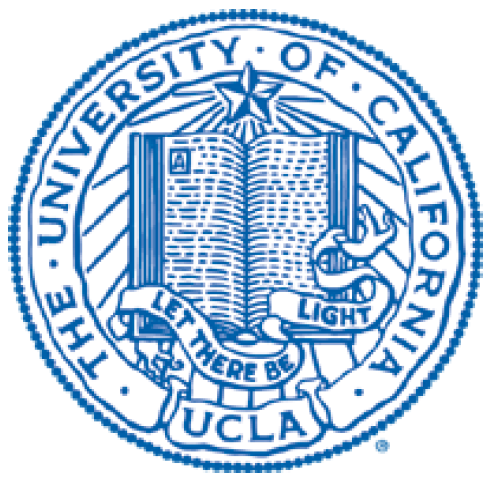 · THE · UNIVERSITY · OF · CALIFORNIA ·
A
LET THERE BE
LIGHT
UCLA
®